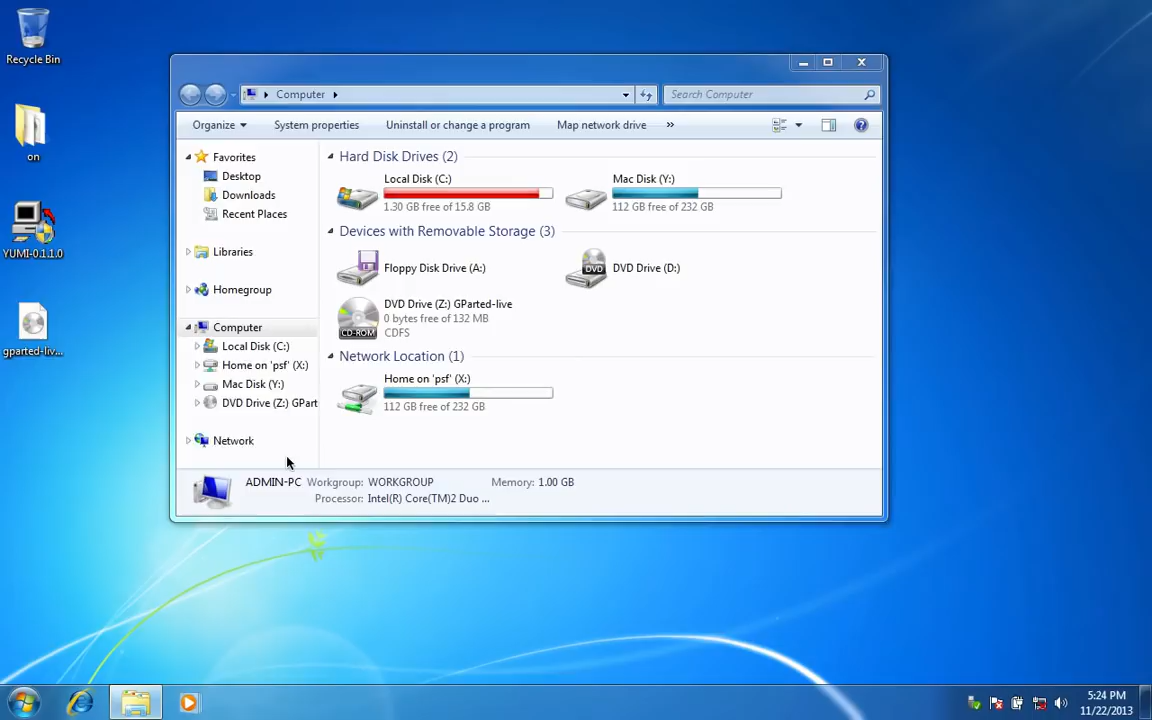 Recycle Bin
on
YUMI-0.1.1.0
gparted-liv...
Computer
Search Computer
Organize System properties Uninstall or change a program Map network drive »
Favorites
Desktop
Downloads
Recent Places
Libraries
Homegroup
Computer
Local Disk (C:)
Home on 'psf' (X:)
Mac Disk (Y:)
DVD Drive (Z:) GPart
Network
Hard Disk Drives (2)
Local Disk (C:)
1.30 GB free of 15.8 GB
Mac Disk (Y:)
112 GB free of 232 GB
Devices with Removable Storage (3)
Floppy Disk Drive (A:)
DVD
DVD Drive (D:)
CD-ROM
DVD Drive (Z:) GParted-live
0 bytes free of 132 MB
CDFS
Network Location (1)
Home on 'psf' (X:)
112 GB free of 232 GB
ADMIN-PC Workgroup: WORKGROUP Memory: 1.00 GB
Processor: Intel(R) Core(TM)2 Duo ...
5:24 PM
11/22/2013